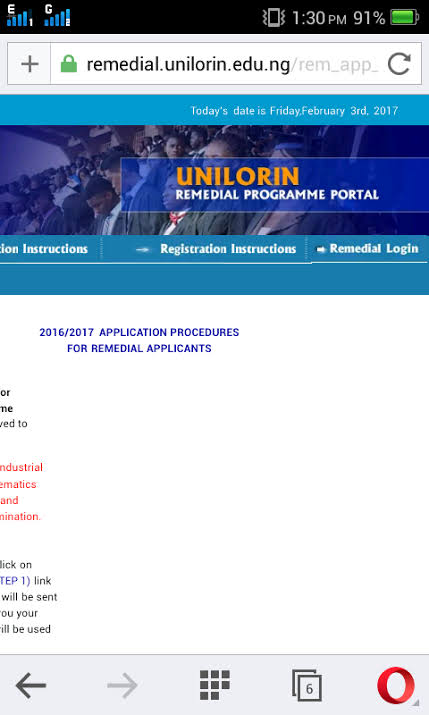 E 1 G 2 1:30 PM 91%
remedial.unilorin.edu.ng/rem_app_
Today's date is Friday,February 3rd, 2017
UNILORIN
REMEDIAL PROGRAMME PORTAL
ion Instructions Registration Instructions Remedial Login
2016/2017 APPLICATION PROCEDURES
FOR REMEDIAL APPLICANTS
or
me
ved to
ndustrial
ematics
and
mination.
lick on
TEP 1) link
will be sent
ou your
ill be used
6